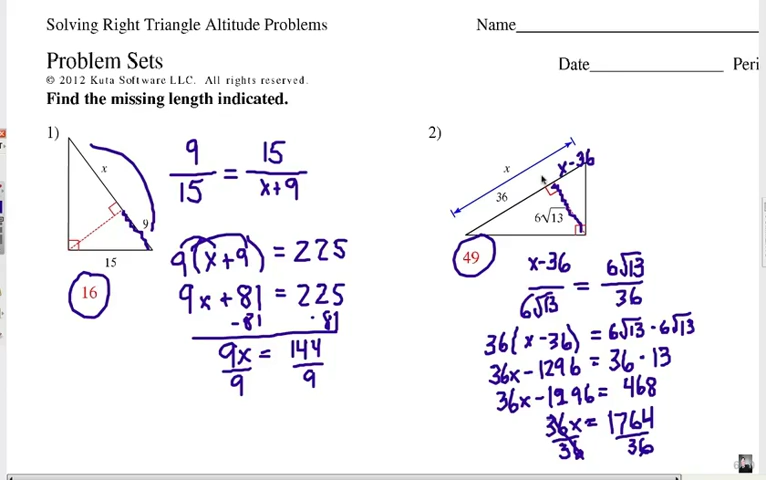 Solving Right Triangle Altitude Problems
Name
Problem Sets
© 2012 Kuta Software LLC. All rights reserved.
Date
Peri
Find the missing length indicated.
1)
x
9
15
16
9/15 = 15/x+9
9(x+9) = 225
9x+81 = 225
-81 -81
9x/9 = 144/9
2)
x
x-36
36
6√13
49
x-36/6√13 = 6√13/36
36(x-36) = 6√13 · 6√13
36x-1296 = 36 · 13
36x-1296 = 468
36x/36 = 1764/36